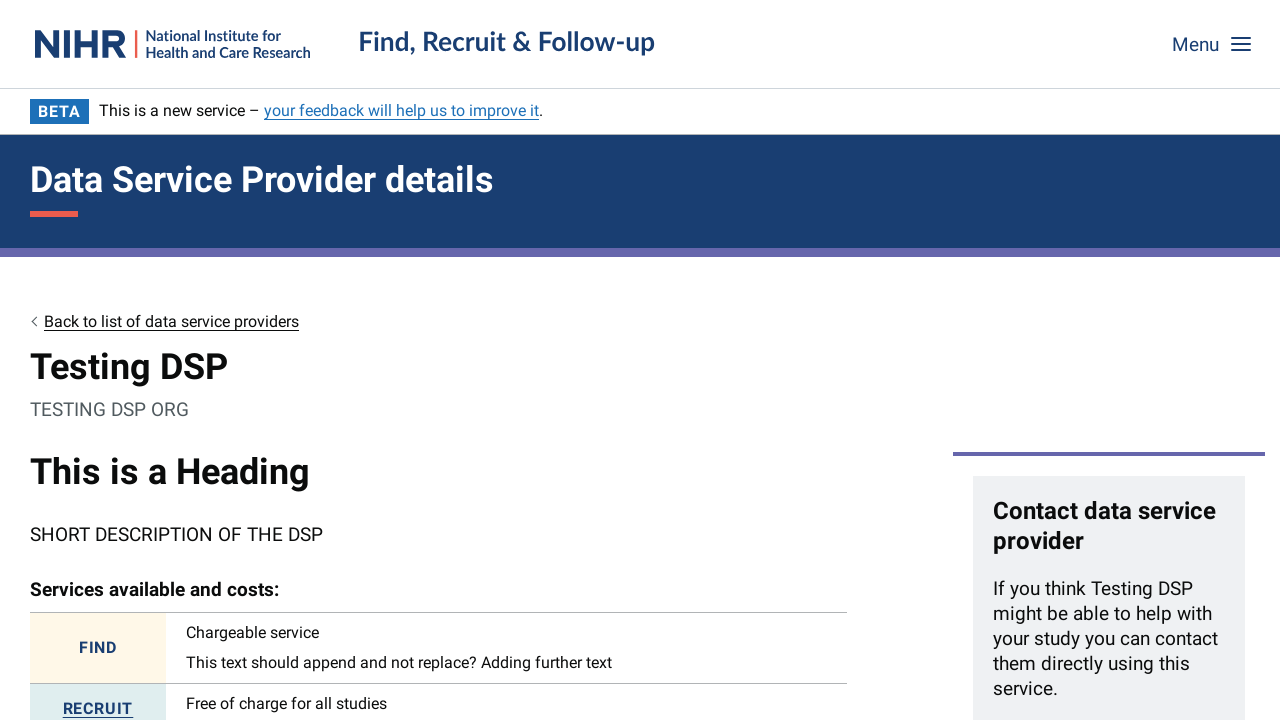 NIHR
National Institute for
Health and Care Research
Find, Recruit & Follow-up
Menu
BETA This is a new service – your feedback will help us to improve it.
Data Service Provider details
Back to list of data service providers
Testing DSP
TESTING DSP ORG
This is a Heading
SHORT DESCRIPTION OF THE DSP
Services available and costs:
FIND
Chargeable service
This text should append and not replace? Adding further text
RECRUIT
Free of charge for all studies
Contact data service
provider
If you think Testing DSP
might be able to help with
your study you can contact
them directly using this
service.